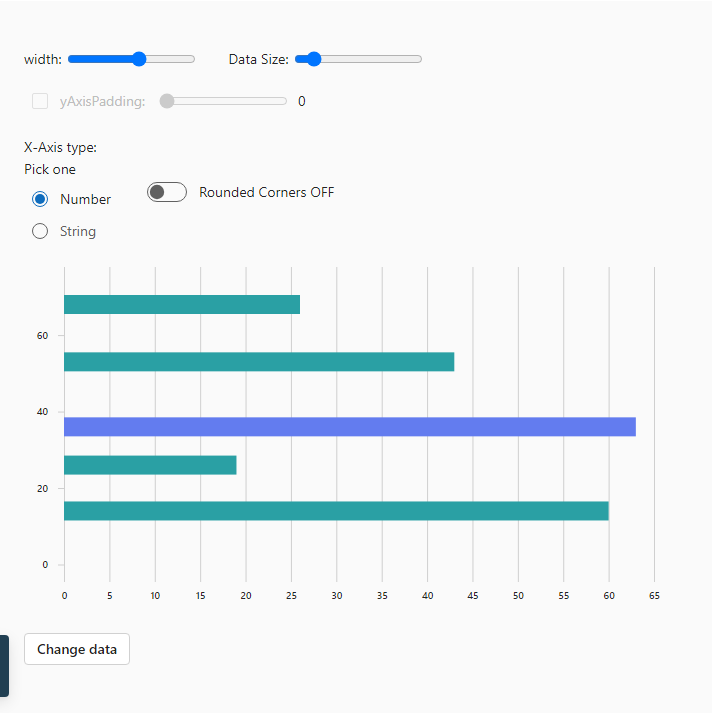 width: Data Size:
yAxisPadding: 0
X-Axis type:
Pick one
Number
Rounded Corners OFF
String
60
40
20
0
0 5 10 15 20 25 30 35 40 45 50 55 60 65
Change data